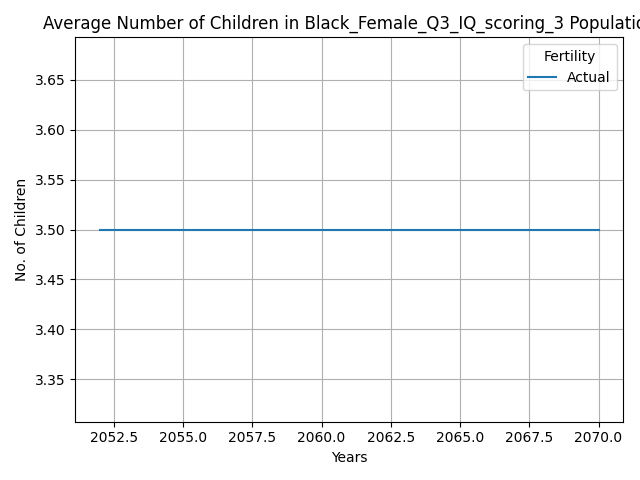 Average Number of Children in Black_Female_Q3_IQ_scoring_3 Populatio
Fertility
Actual
3.65
3.60
3.55
3.50
3.45
3.40
3.35
No. of Children
2052.5 2055.0 2057.5 2060.0 2062.5 2065.0 2067.5 2070.0
Years